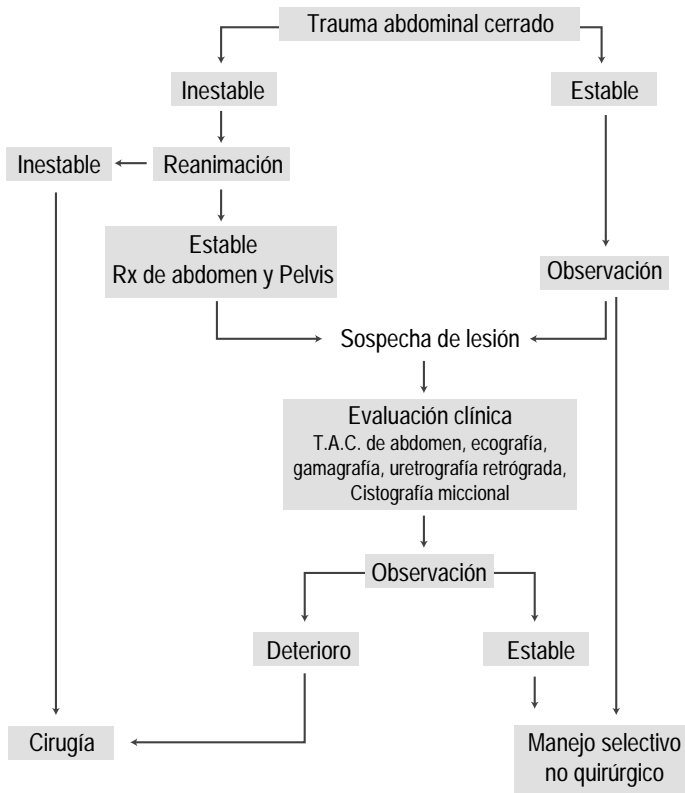 Trauma abdominal cerrado
Inestable
Estable
Inestable
Reanimación
Estable
Rx de abdomen y Pelvis
Observación
Sospecha de lesión
Evaluación clínica
T.A.C. de abdomen, ecografía,
gamagrafía, uretrografía retrógrada,
Cistografía miccional
Observación
Deterioro
Estable
Cirugía
Manejo selectivo
no quirúrgico